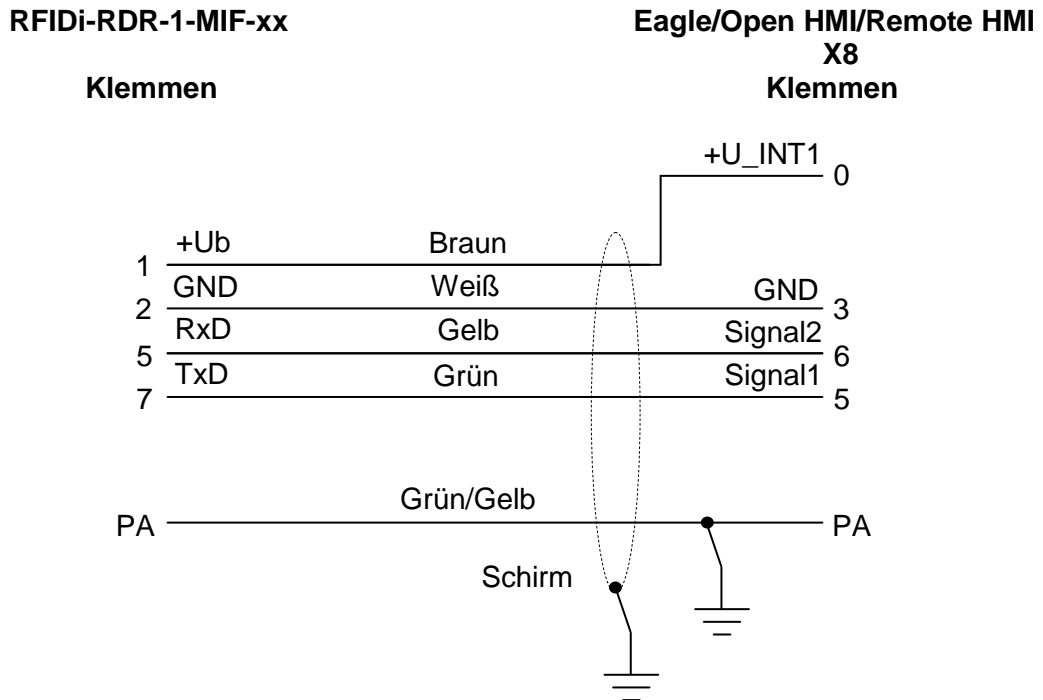 RFIDi-RDR-1-MIF-xx
Eagle/Open HMI/Remote HMI
X8
Klemmen
Klemmen
+U_INT1
0
+Ub
Braun
1
GND
Weiß
GND
2
3
RxD
Gelb
Signal2
5
6
TxD
Grün
Signal1
7
5
Grün/Gelb
PA
PA
Schirm